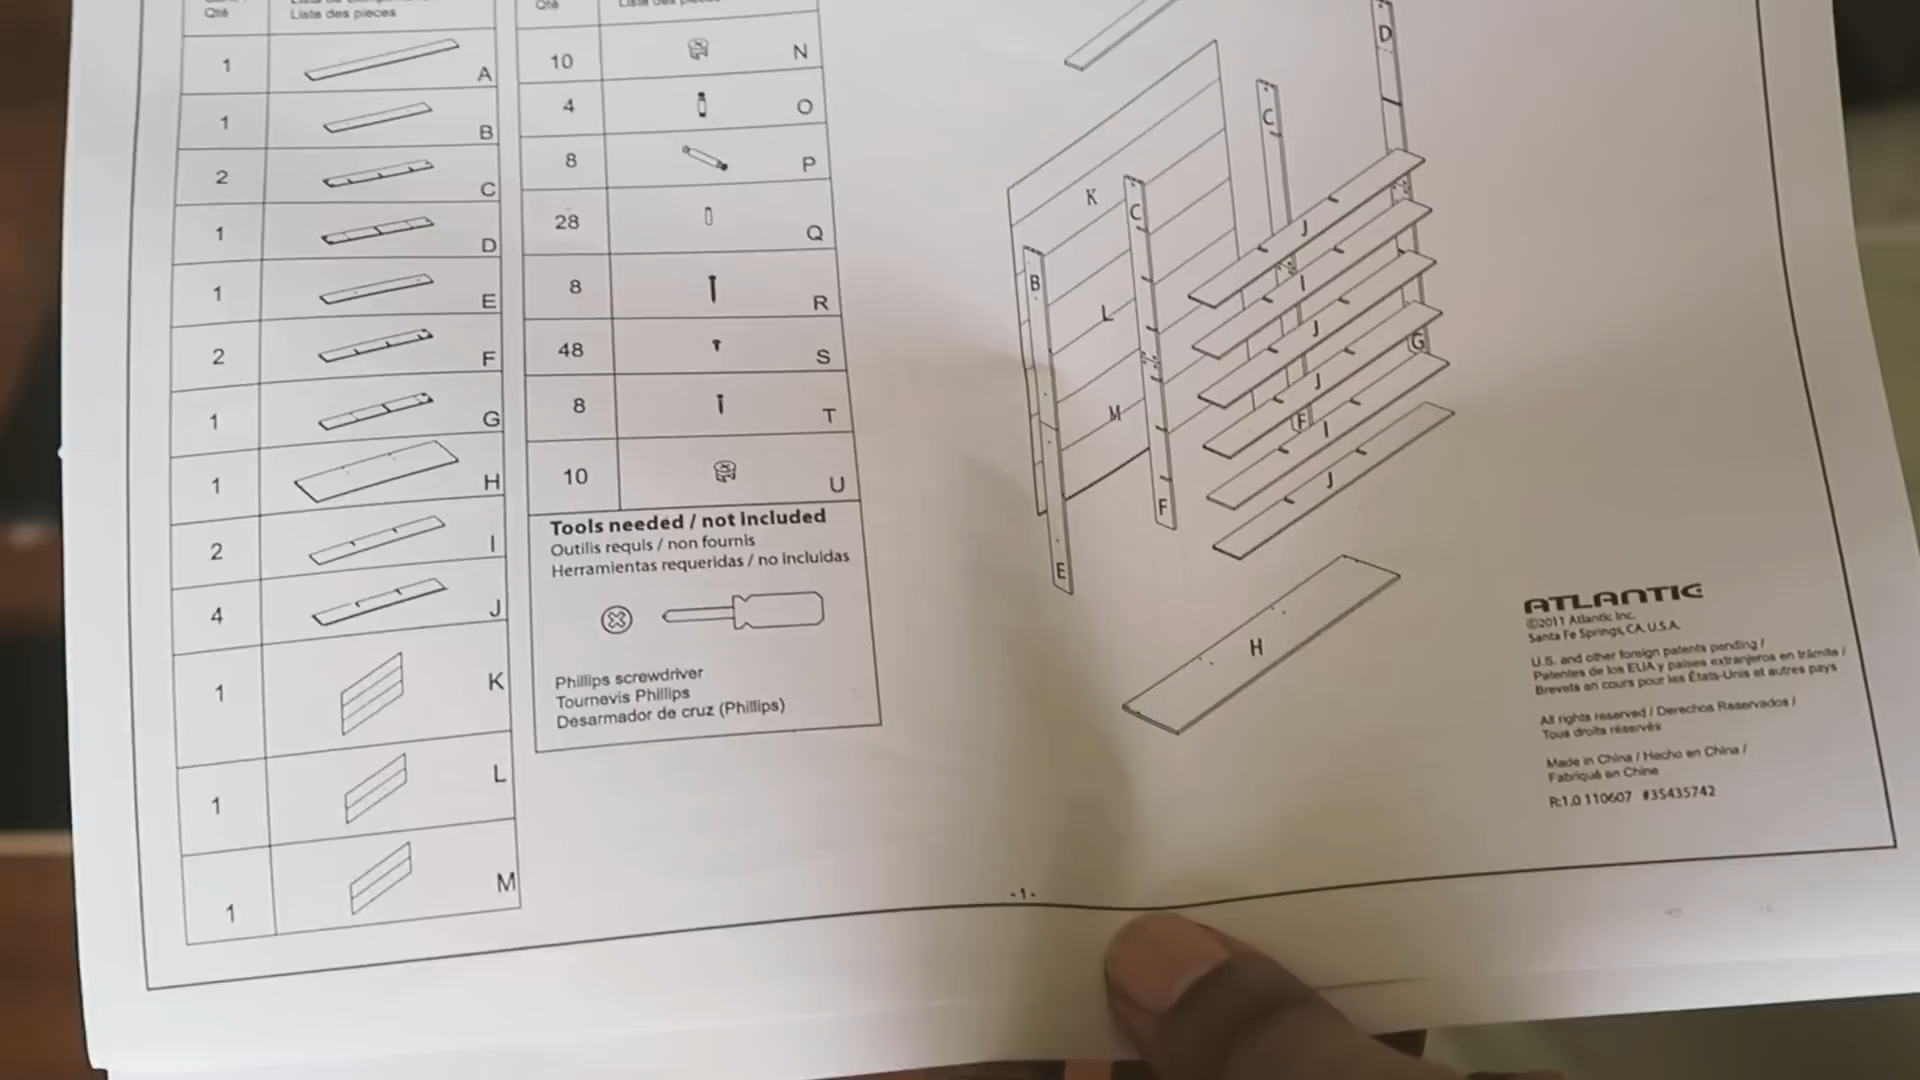 Qté
Liste des pieces
1 A
1 B
2 C
1 D
1 E
2 F
1 G
1 H
2 I
4 J
1 K
1 L
1 M
Qté
10 N
4 O
8 P
28 Q
8 R
48 S
8 T
10 U
Tools needed / not included
Outilis requis / non fournis
Herramientas requeridas / no incluidas
Phillips screwdriver
Tournevis Phillips
Desarmador de cruz (Phillips)
D
C
K
C
J
B
I
L
J
G
M
J
F
I
J
F
E
H
ATLANTIC
©2011 Atlantic Inc.
Santa Fe Springs, CA. U.S.A.
U.S. and other foreign patents pending /
Patentes de los EUA y países extranjeros en trámite /
Brevets en cours pour les États-Unis et autres pays
All rights reserved / Derechos Reservados /
Tous droits réservés
Made in China / Hecho en China /
Fabriqué en Chine
R:1.0 110607 #35435742
-1-